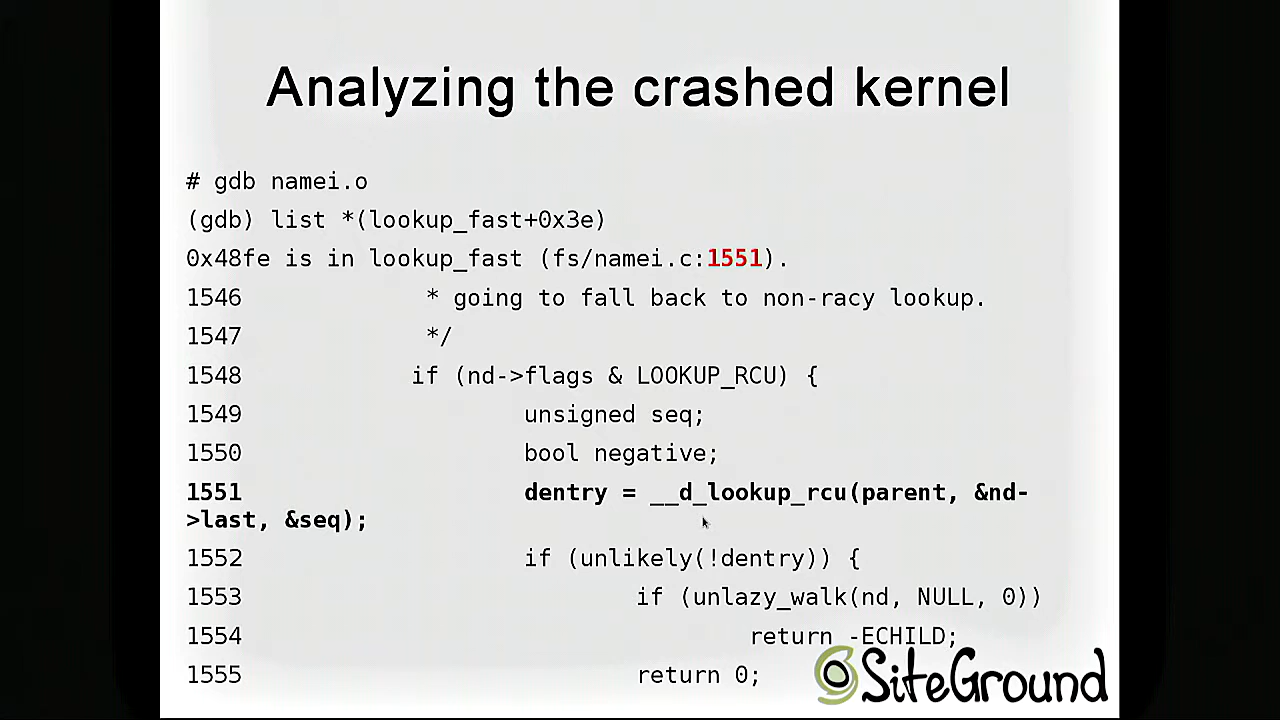 Analyzing the crashed kernel
# gdb namei.o
(gdb) list *(lookup_fast+0x3e)
0x48fe is in lookup_fast (fs/namei.c:1551).
1546             * going to fall back to non-racy lookup.
1547             */
1548            if (nd->flags & LOOKUP_RCU) {
1549                    unsigned seq;
1550                    bool negative;
1551                    dentry = __d_lookup_rcu(parent, &nd-
>last, &seq);
1552                    if (unlikely(!dentry)) {
1553                            if (unlazy_walk(nd, NULL, 0))
1554                                    return -ECHILD;
1555                            return 0;
SiteGround